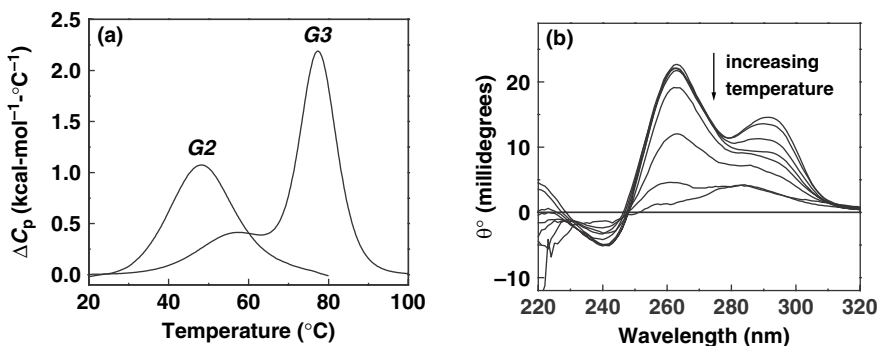 (a)
G3
G2
ΔCp (kcal-mol⁻¹-°C⁻¹)
2.5
2.0
1.5
1.0
0.5
0.0
20 40 60 80 100
Temperature (°C)
(b)
increasing
temperature
θ° (millidegrees)
20
10
0
−10
220 240 260 280 300 320
Wavelength (nm)